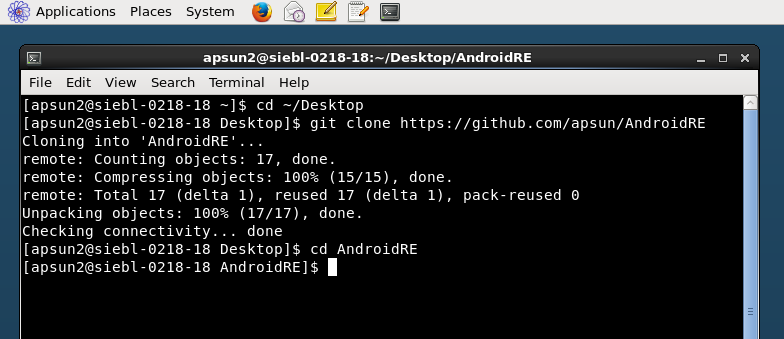 Applications Places System
apsun2@siebl-0218-18:~/Desktop/AndroidRE
File Edit View Search Terminal Help
[apsun2@siebl-0218-18 ~]$ cd ~/Desktop
[apsun2@siebl-0218-18 Desktop]$ git clone https://github.com/apsun/AndroidRE
Cloning into 'AndroidRE'...
remote: Counting objects: 17, done.
remote: Compressing objects: 100% (15/15), done.
remote: Total 17 (delta 1), reused 17 (delta 1), pack-reused 0
Unpacking objects: 100% (17/17), done.
Checking connectivity... done
[apsun2@siebl-0218-18 Desktop]$ cd AndroidRE
[apsun2@siebl-0218-18 AndroidRE]$